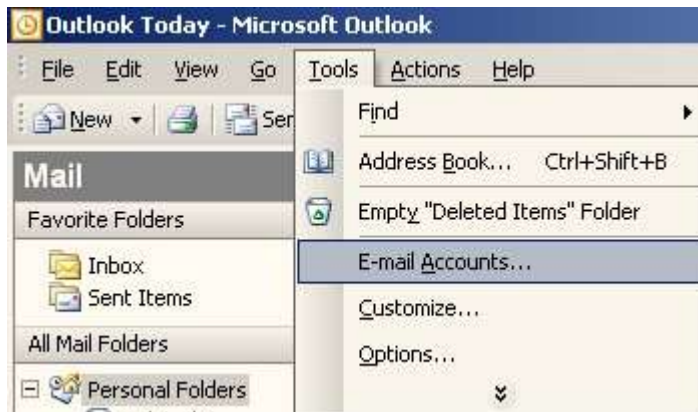 Outlook Today - Microsoft Outlook
File Edit View Go Tools Actions Help
New
Find
Address Book... Ctrl+Shift+B
Mail
Empty "Deleted Items" Folder
Favorite Folders
E-mail Accounts...
Inbox
Sent Items
Customize...
All Mail Folders
Options...
Personal Folders